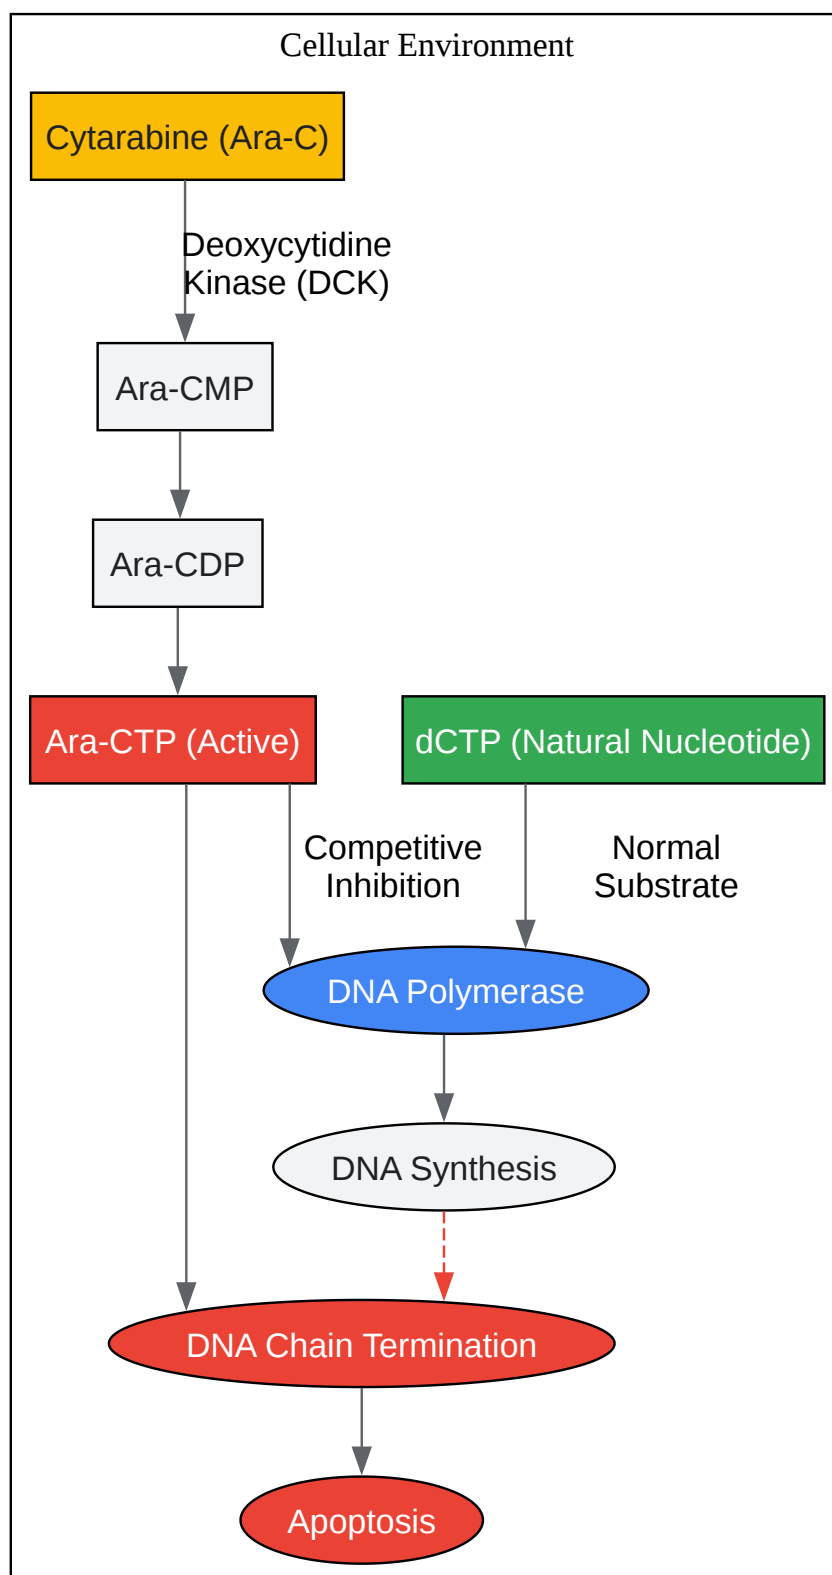 Cellular Environment
Cytarabine (Ara-C)
Deoxycytidine
Kinase (DCK)
Ara-CMP
Ara-CDP
Ara-CTP (Active)
dCTP (Natural Nucleotide)
Competitive
Inhibition
Normal
Substrate
DNA Polymerase
DNA Synthesis
DNA Chain Termination
Apoptosis